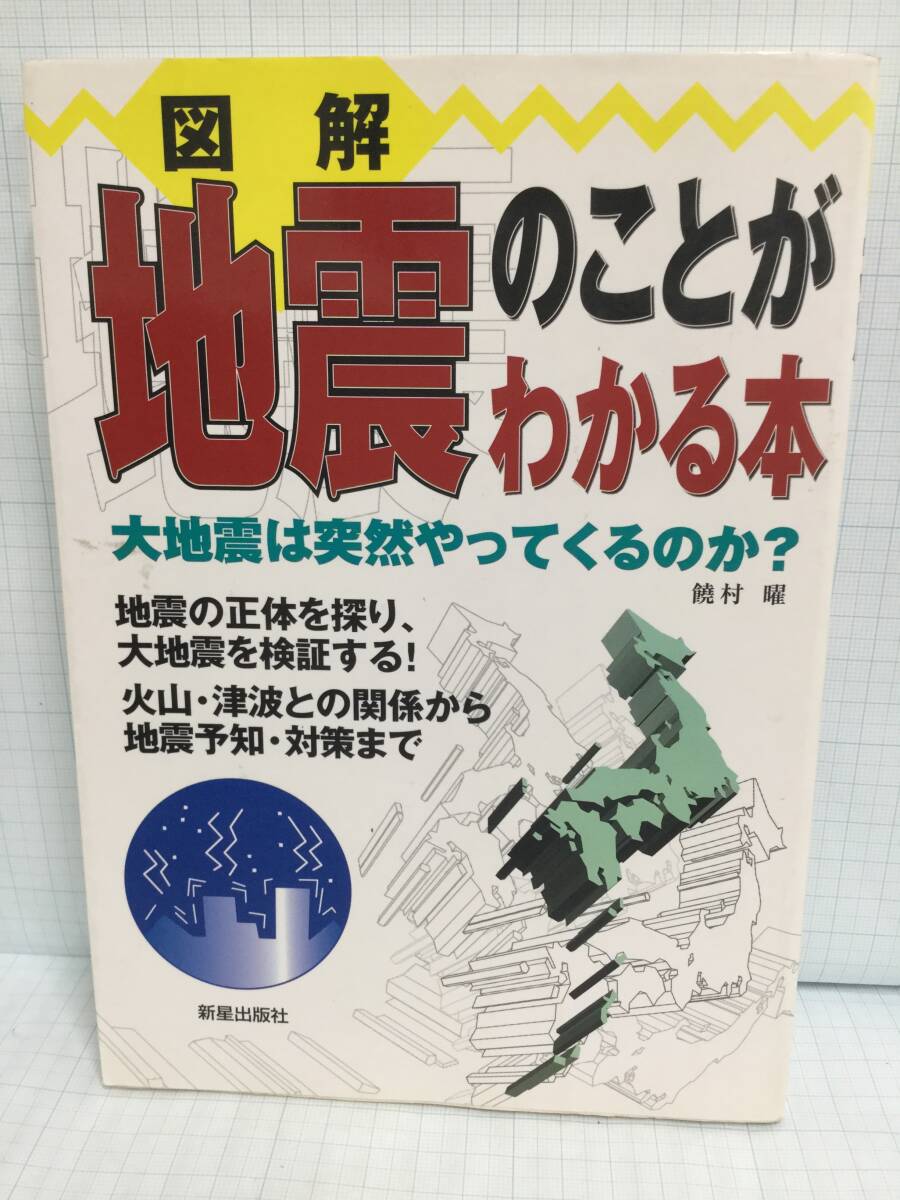 図解
地震のことが
わかる本
大地震は突然やってくるのか?
饒村 曜
地震の正体を探り、
大地震を検証する!
火山・津波との関係から
地震予知・対策まで
新星出版社